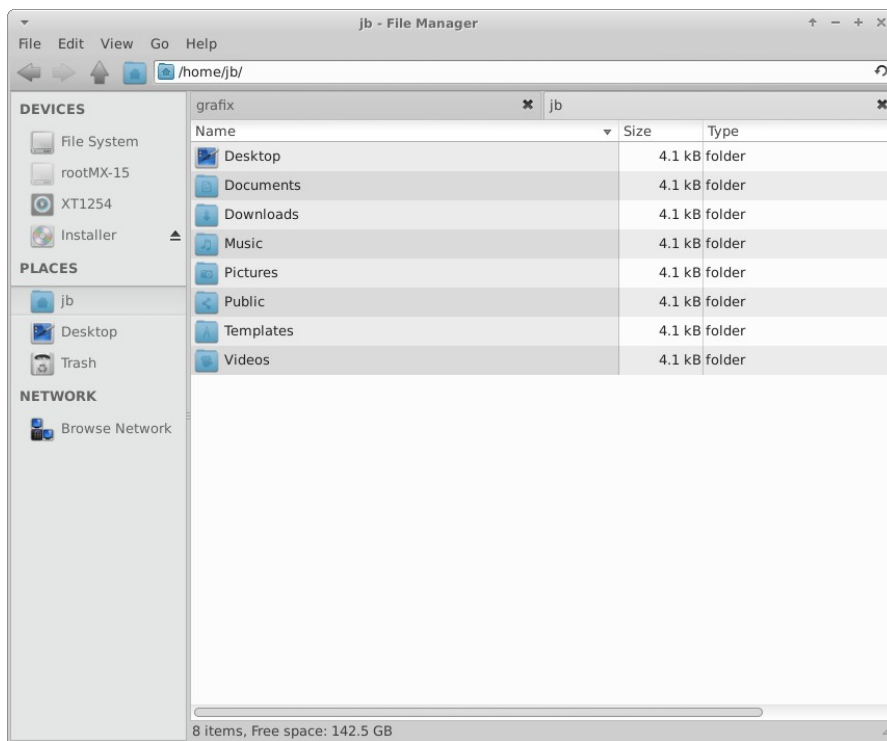 jb - File Manager
File Edit View Go Help
/home/jb/
DEVICES
File System
rootMX-15
XT1254
Installer
PLACES
jb
Desktop
Trash
NETWORK
Browse Network
grafix jb
Name Size Type
Desktop 4.1 kB folder
Documents 4.1 kB folder
Downloads 4.1 kB folder
Music 4.1 kB folder
Pictures 4.1 kB folder
Public 4.1 kB folder
Templates 4.1 kB folder
Videos 4.1 kB folder
8 items, Free space: 142.5 GB